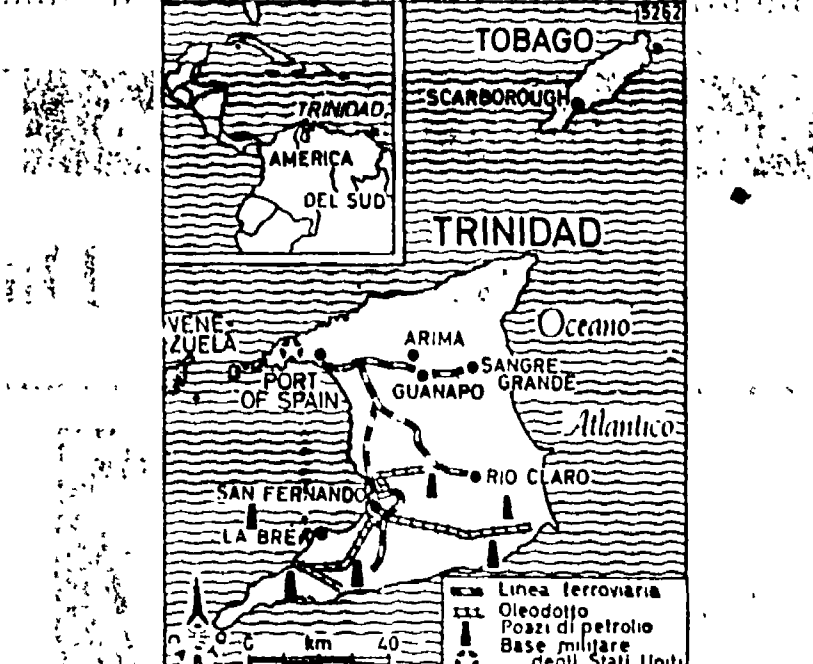 15262
TOBAGO
SCARBOROUGH
TRINIDAD
AMERICA
DEL SUD
TRINIDAD
VENE-
ZUELA
Oceano
ARIMA
SANGRE
GRANDE
GUANAPO
PORT
OF SPAIN
Atlantico
RIO CLARO
SAN FERNANDO
LA BREA
Linea ferroviaria
Oleodotto
Pozzi di petrolio
Base militare
degli Stati Uniti
0 km 40